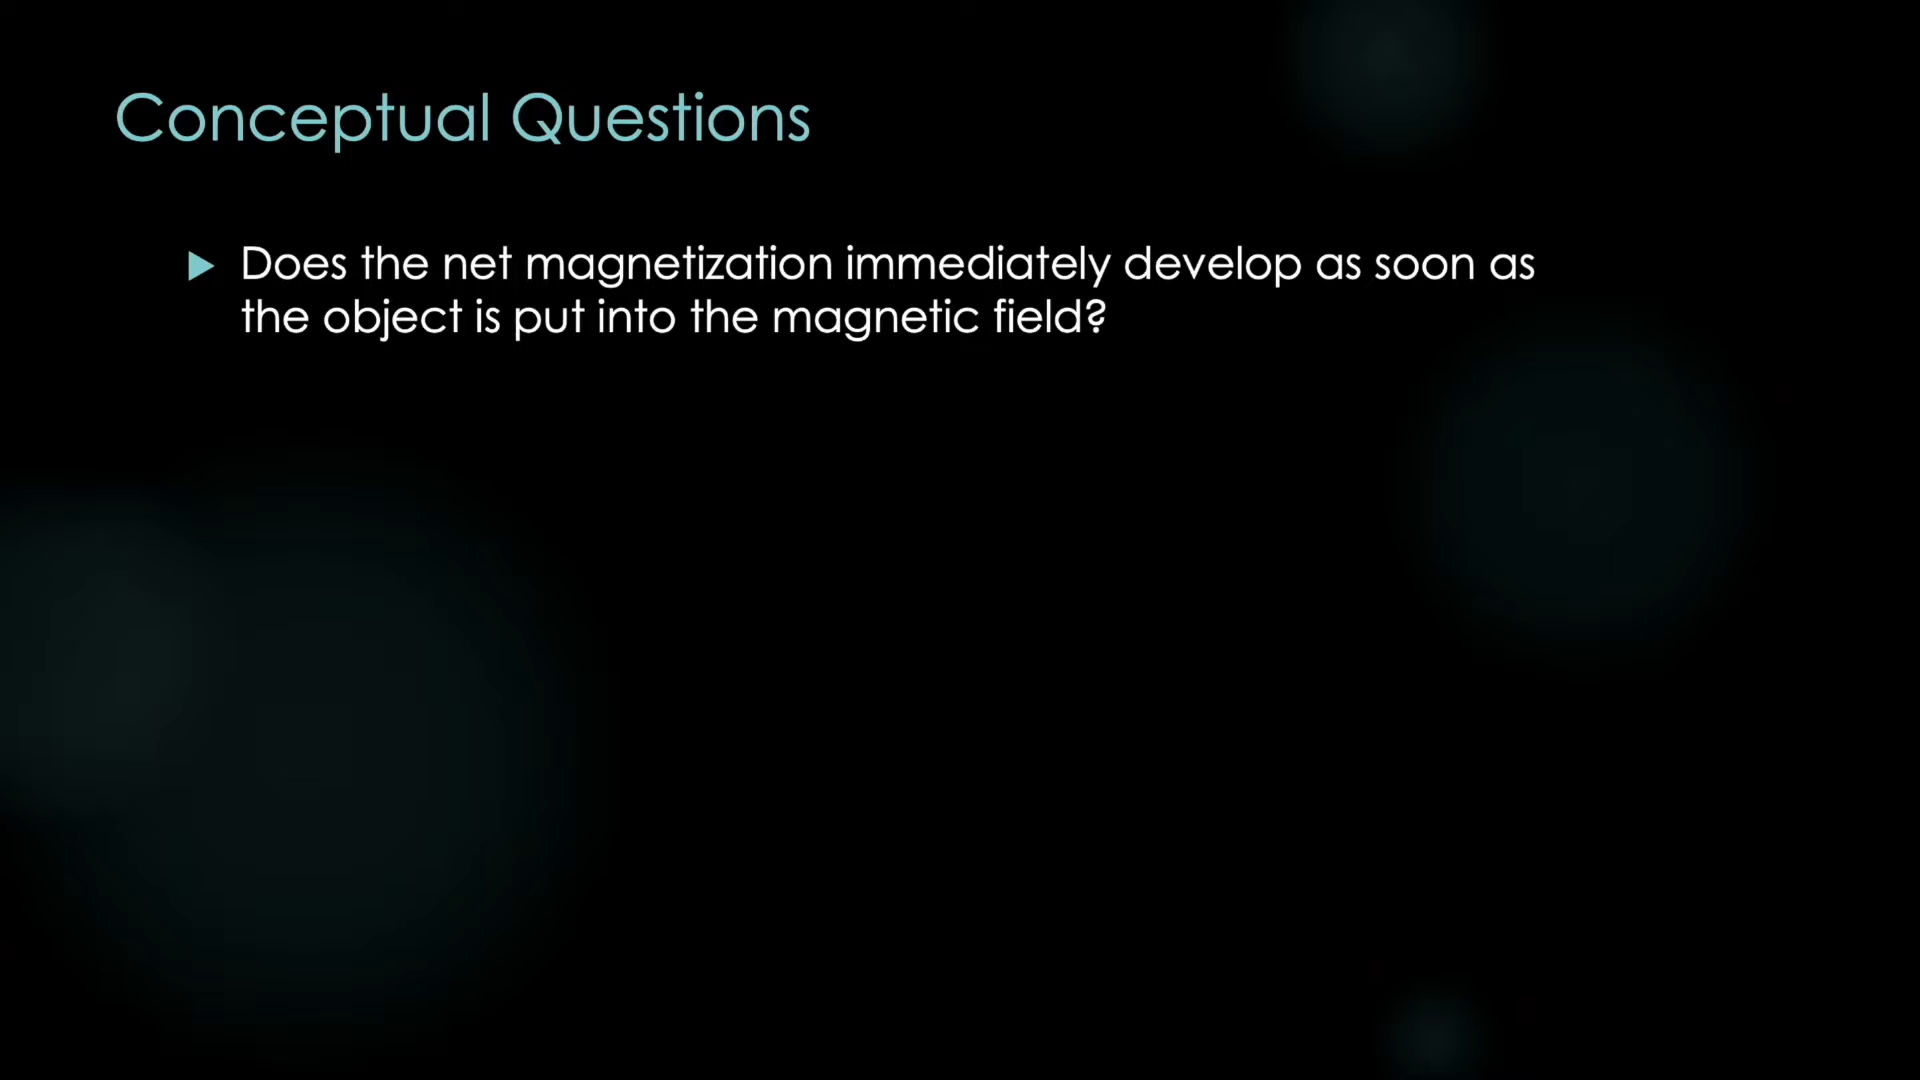 Conceptual Questions
Does the net magnetization immediately develop as soon as
the object is put into the magnetic field?